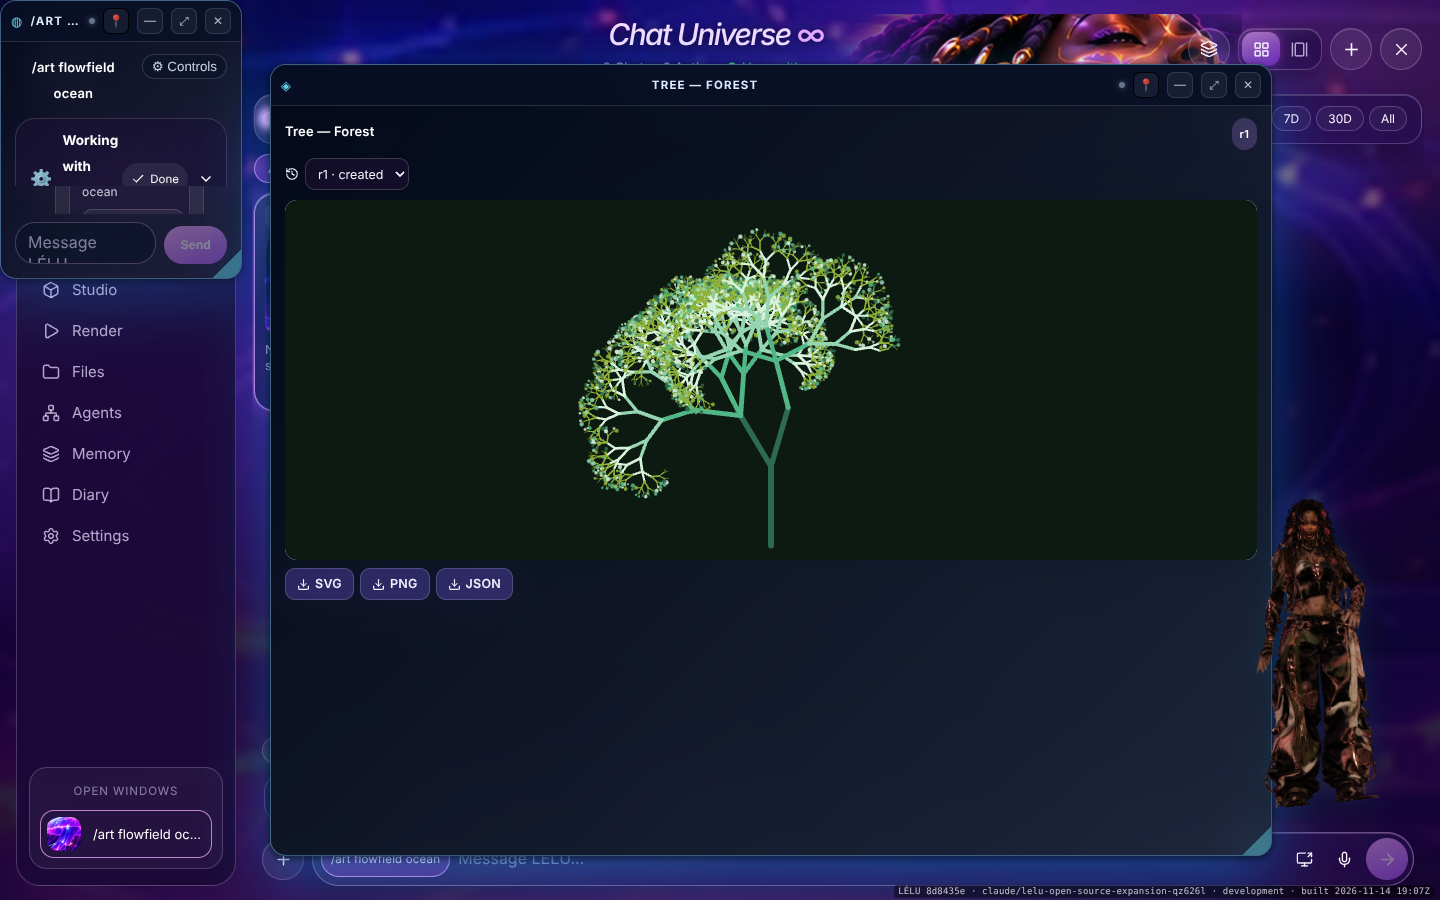 /ART ...
/art flowfield
ocean
Controls
Working
with
Done
ocean
Message
LÉLU
Send
Studio
Render
Files
Agents
Memory
Diary
Settings
OPEN WINDOWS
/art flowfield oc...
Chat Universe ∞
7D
30D
All
TREE — FOREST
Tree — Forest
r1
r1 · created
SVG
PNG
JSON
/art flowfield ocean
Message LÉLU...
LÉLU 8d8435e · claude/lelu-open-source-expansion-qz626l · development · built 2026-11-14 19:07Z